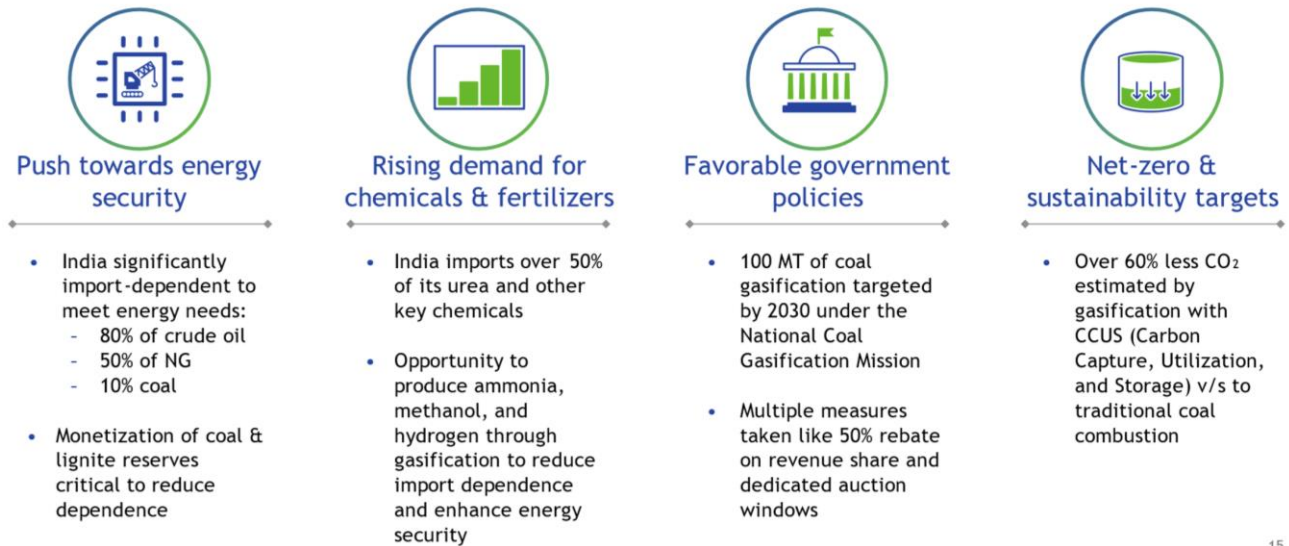 Push towards energy
security
• India significantly
import-dependent to
meet energy needs:
- 80% of crude oil
- 50% of NG
- 10% coal
• Monetization of coal &
lignite reserves
critical to reduce
dependence
Rising demand for
chemicals & fertilizers
• India imports over 50%
of its urea and other
key chemicals
• Opportunity to
produce ammonia,
methanol, and
hydrogen through
gasification to reduce
import dependence
and enhance energy
security
Favorable government
policies
• 100 MT of coal
gasification targeted
by 2030 under the
National Coal
Gasification Mission
• Multiple measures
taken like 50% rebate
on revenue share and
dedicated auction
windows
Net-zero &
sustainability targets
• Over 60% less CO₂
estimated by
gasification with
CCUS (Carbon
Capture, Utilization,
and Storage) v/s to
traditional coal
combustion
15